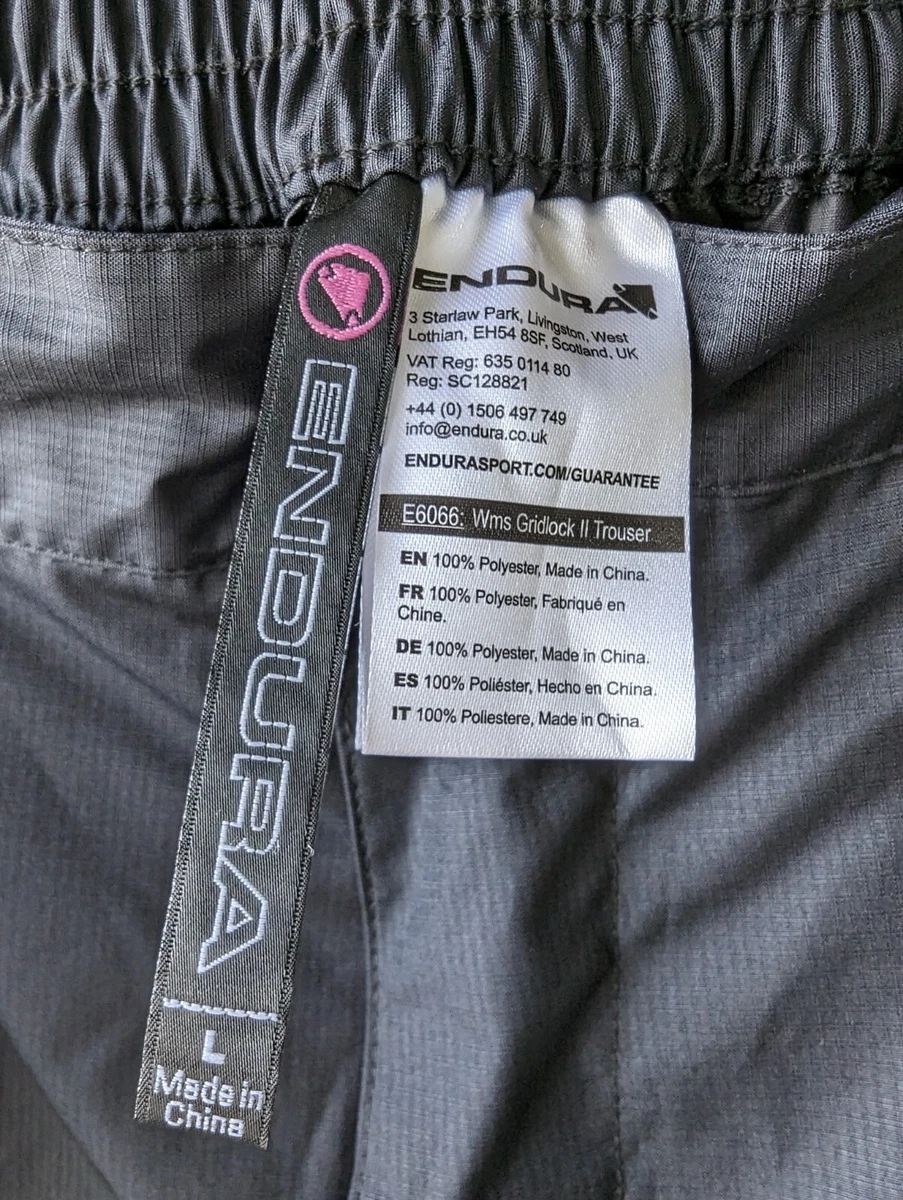 ENDURA
L
Made in
China
ENDURA
3 Starlaw Park, Livingston, West
Lothian, EH54 8SF, Scotland, UK
VAT Reg: 635 0114 80
Reg: SC128821
+44 (0) 1506 497 749
info@endura.co.uk
ENDURASPORT.COM/GUARANTEE
E6066: Wms Gridlock II Trouser
EN 100% Polyester, Made in China.
FR 100% Polyester, Fabriqué en
Chine.
DE 100% Polyester, Made in China.
ES 100% Poliéster, Hecho en China.
IT 100% Poliestere, Made in China.